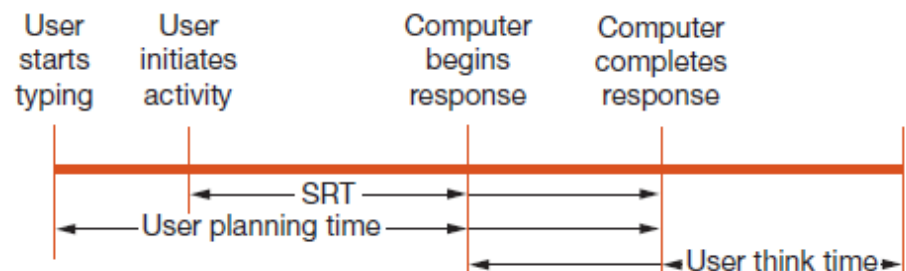 User
starts
typing
User
initiates
activity
Computer
begins
response
Computer
completes
response
SRT
User planning time
User think time